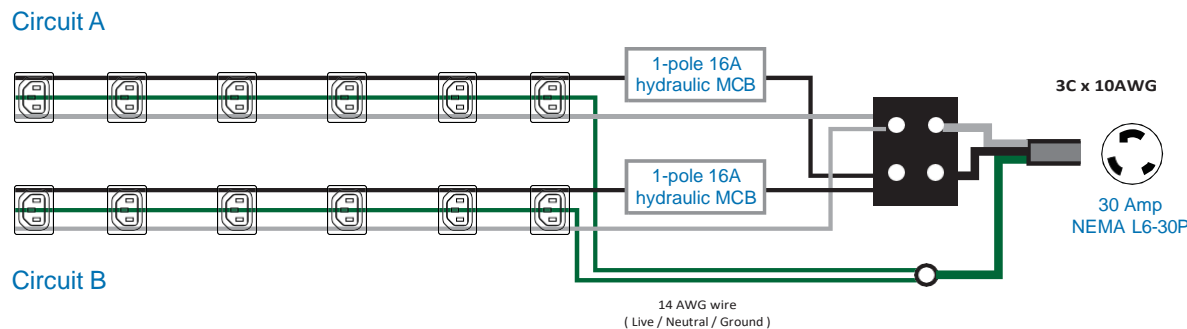 Circuit A
1-pole 16A
hydraulic MCB
3C x 10AWG
1-pole 16A
hydraulic MCB
30 Amp
NEMA L6-30P
Circuit B
14 AWG wire
( Live / Neutral / Ground )